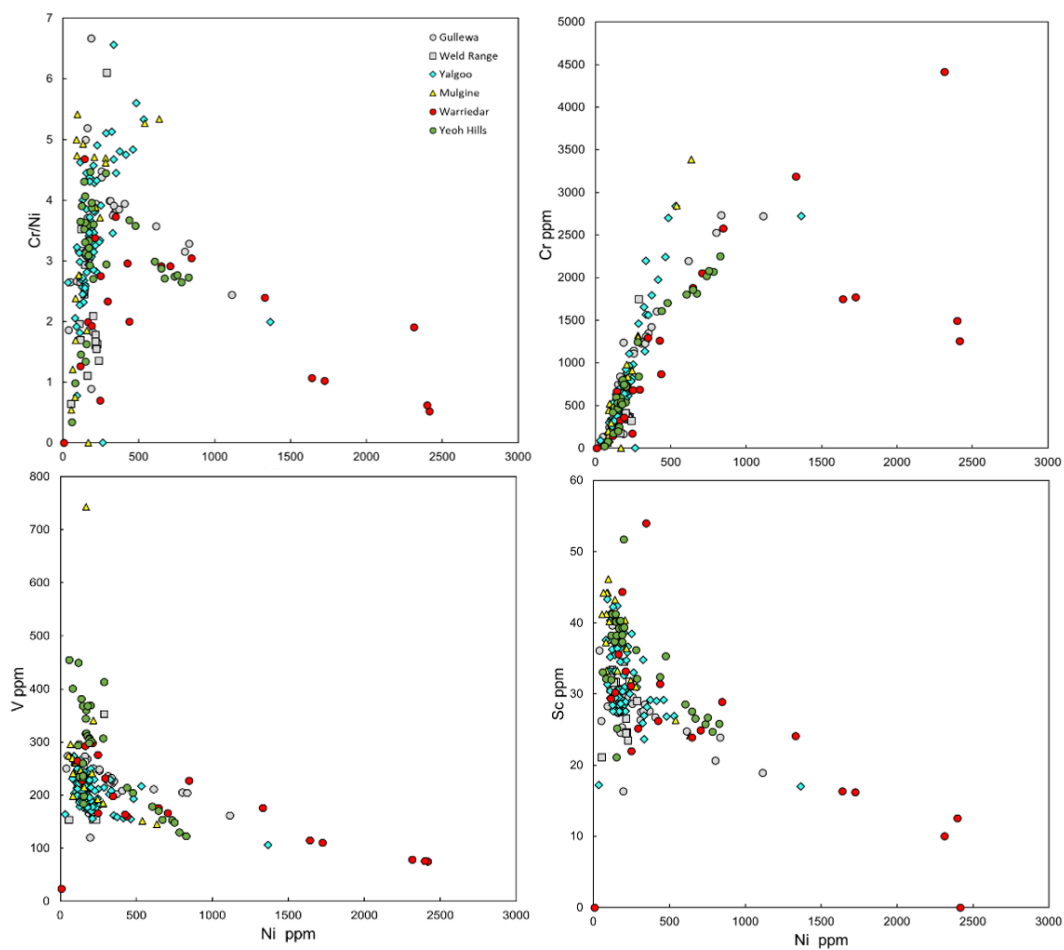 7
6
5
4
3
2
1
0
Cr/Ni
Gullewa
Weld Range
Yalgoo
Mulgine
Warriedar
Yeoh Hills
0 500 1000 1500 2000 2500 3000
5000
4500
4000
3500
3000
2500
2000
1500
1000
500
0
Cr ppm
0 500 1000 1500 2000 2500 3000
800
700
600
500
400
300
200
100
0
V ppm
0 500 1000 1500 2000 2500 3000
Ni ppm
60
50
40
30
20
10
0
Sc ppm
0 500 1000 1500 2000 2500 3000
Ni ppm